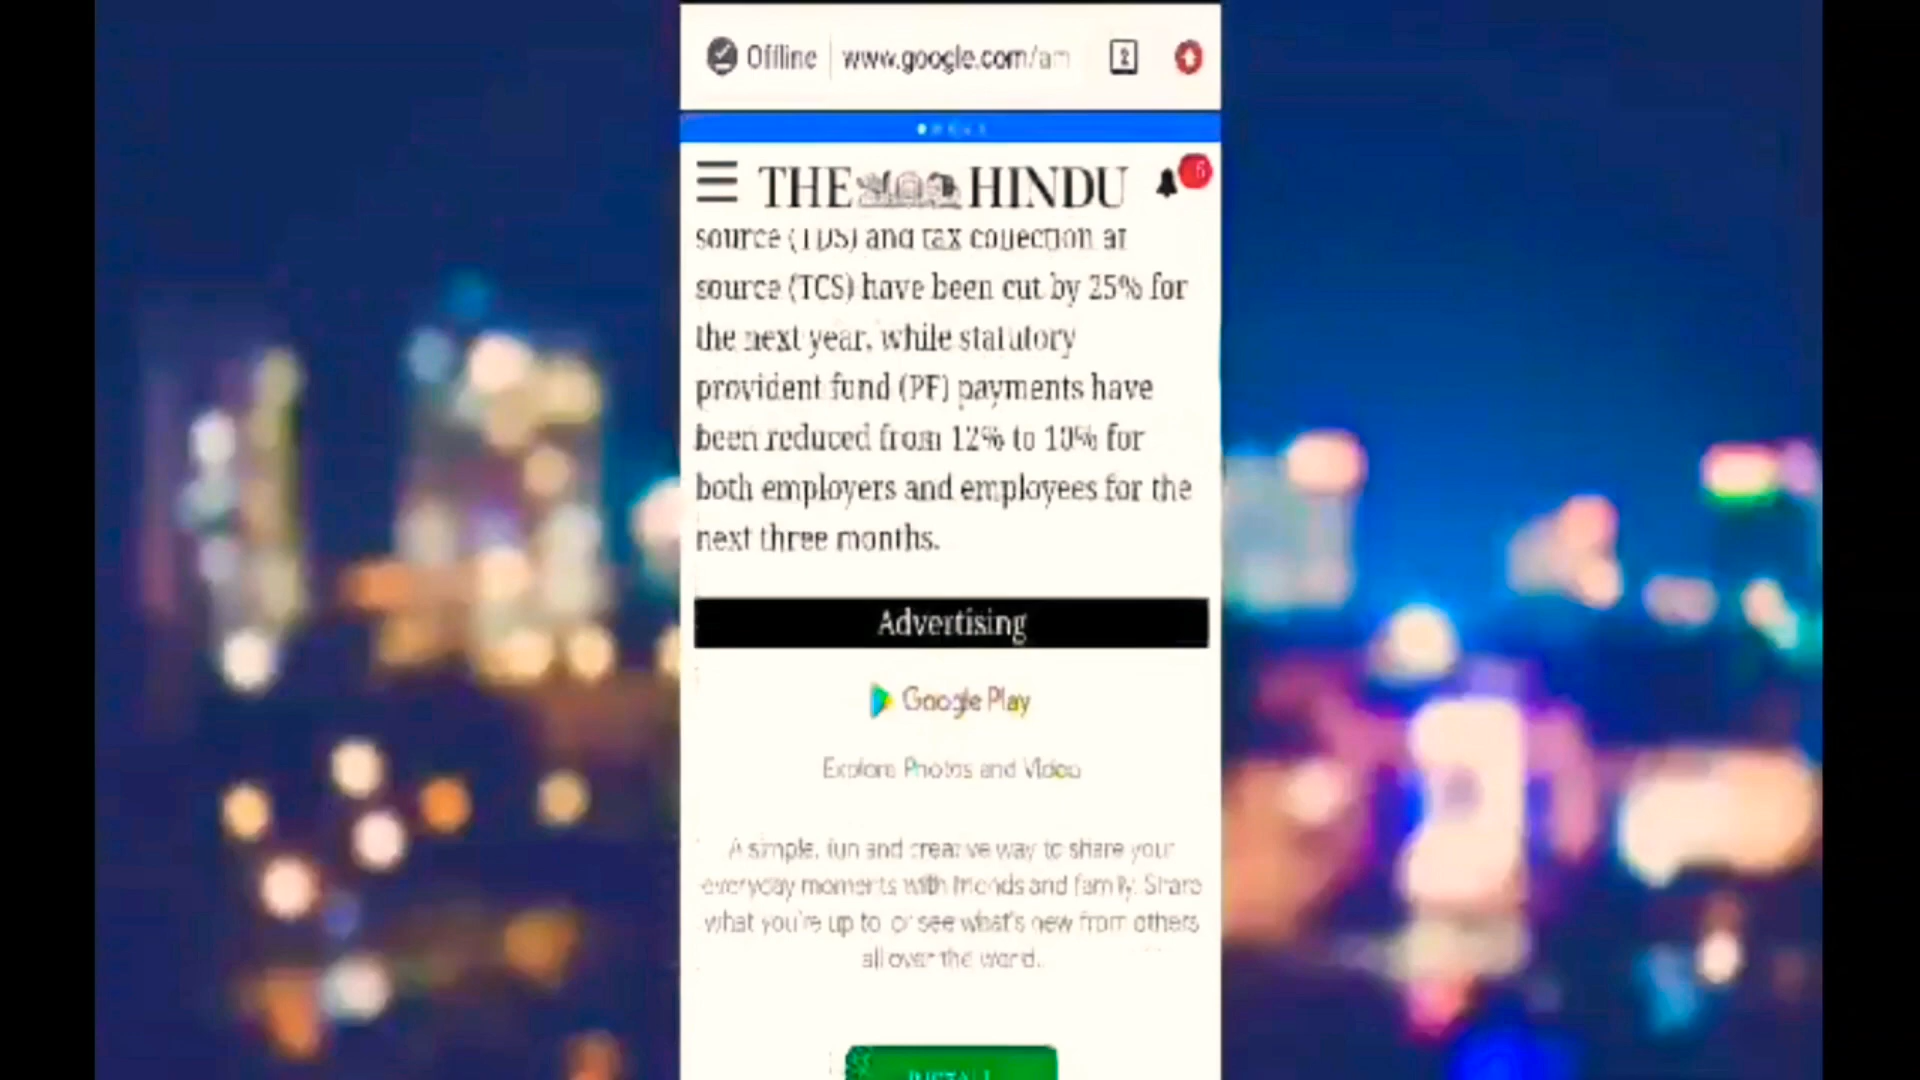 Offline www.google.com/am 2
THE HINDU 6
source (TDS) and tax collection at
source (TCS) have been cut by 25% for
the next year, while statutory
provident fund (PF) payments have
been reduced from 12% to 10% for
both employers and employees for the
next three months.
Advertising
Google Play
Explore Photos and Video
A simple, fun and creative way to share your
everyday moments with friends and family. Share
what you're up to, or see what's new from others
all over the world.
INSTALL